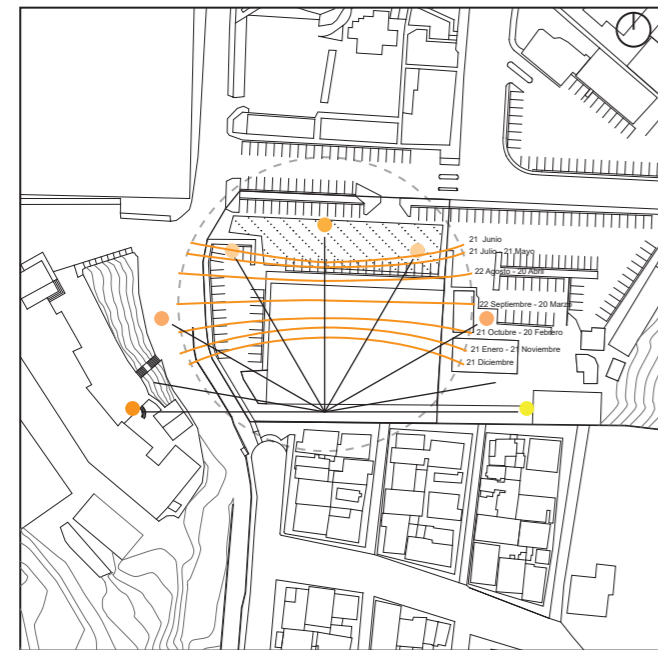 21 Junio
21 Julio - 21 Mayo
22 Agosto - 20 Abril
22 Septiembre - 20 Marzo
21 Octubre - 20 Febrero
21 Enero - 21 Noviembre
21 Diciembre